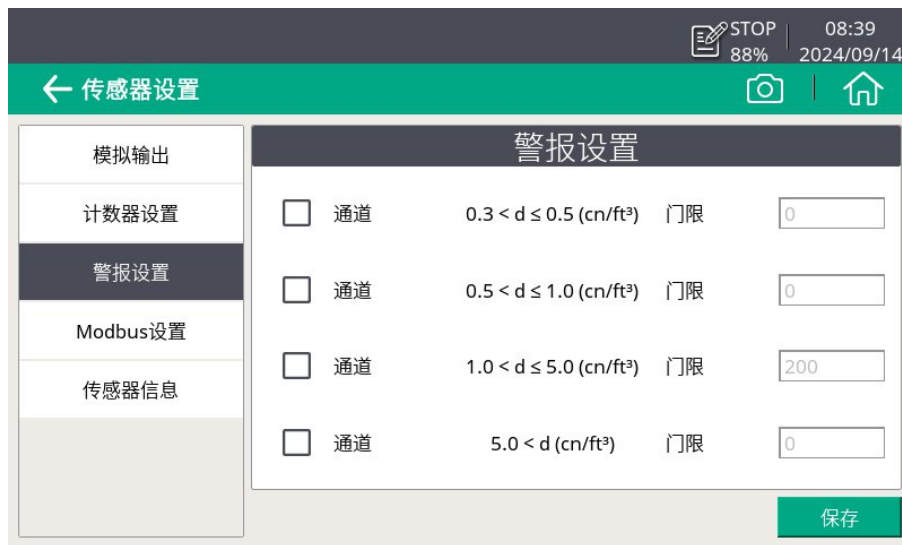 STOP 08:39
88% 2024/09/14
传感器设置
模拟输出
计数器设置
警报设置
Modbus设置
传感器信息
警报设置
通道 0.3 < d ≤ 0.5 (cn/ft³) 门限 0
通道 0.5 < d ≤ 1.0 (cn/ft³) 门限 0
通道 1.0 < d ≤ 5.0 (cn/ft³) 门限 200
通道 5.0 < d (cn/ft³) 门限 0
保存